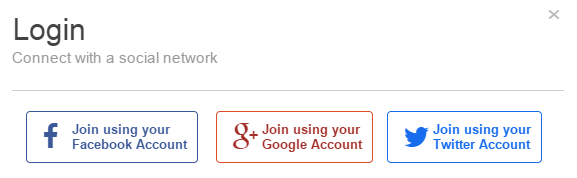 Login
Connect with a social network
Join using your
Facebook Account
Join using your
Google Account
Join using your
Twitter Account